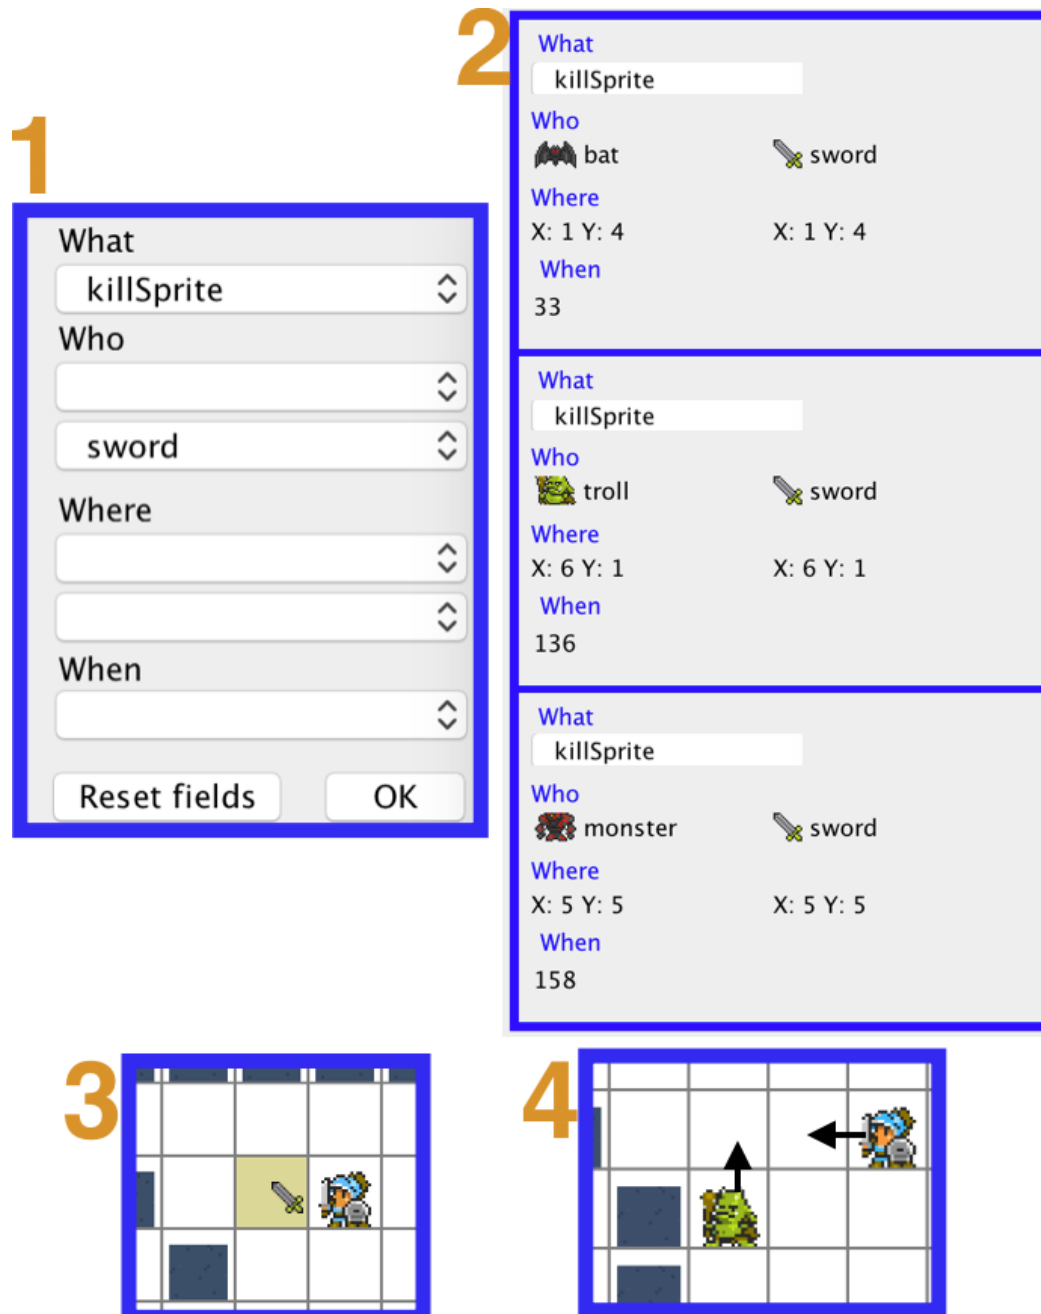 1
What
killSprite
Who
sword
Where
When
Reset fields
OK
2
What
killSprite
Who
bat sword
Where
X: 1 Y: 4 X: 1 Y: 4
When
33
What
killSprite
Who
troll sword
Where
X: 6 Y: 1 X: 6 Y: 1
When
136
What
killSprite
Who
monster sword
Where
X: 5 Y: 5 X: 5 Y: 5
When
158
3
4